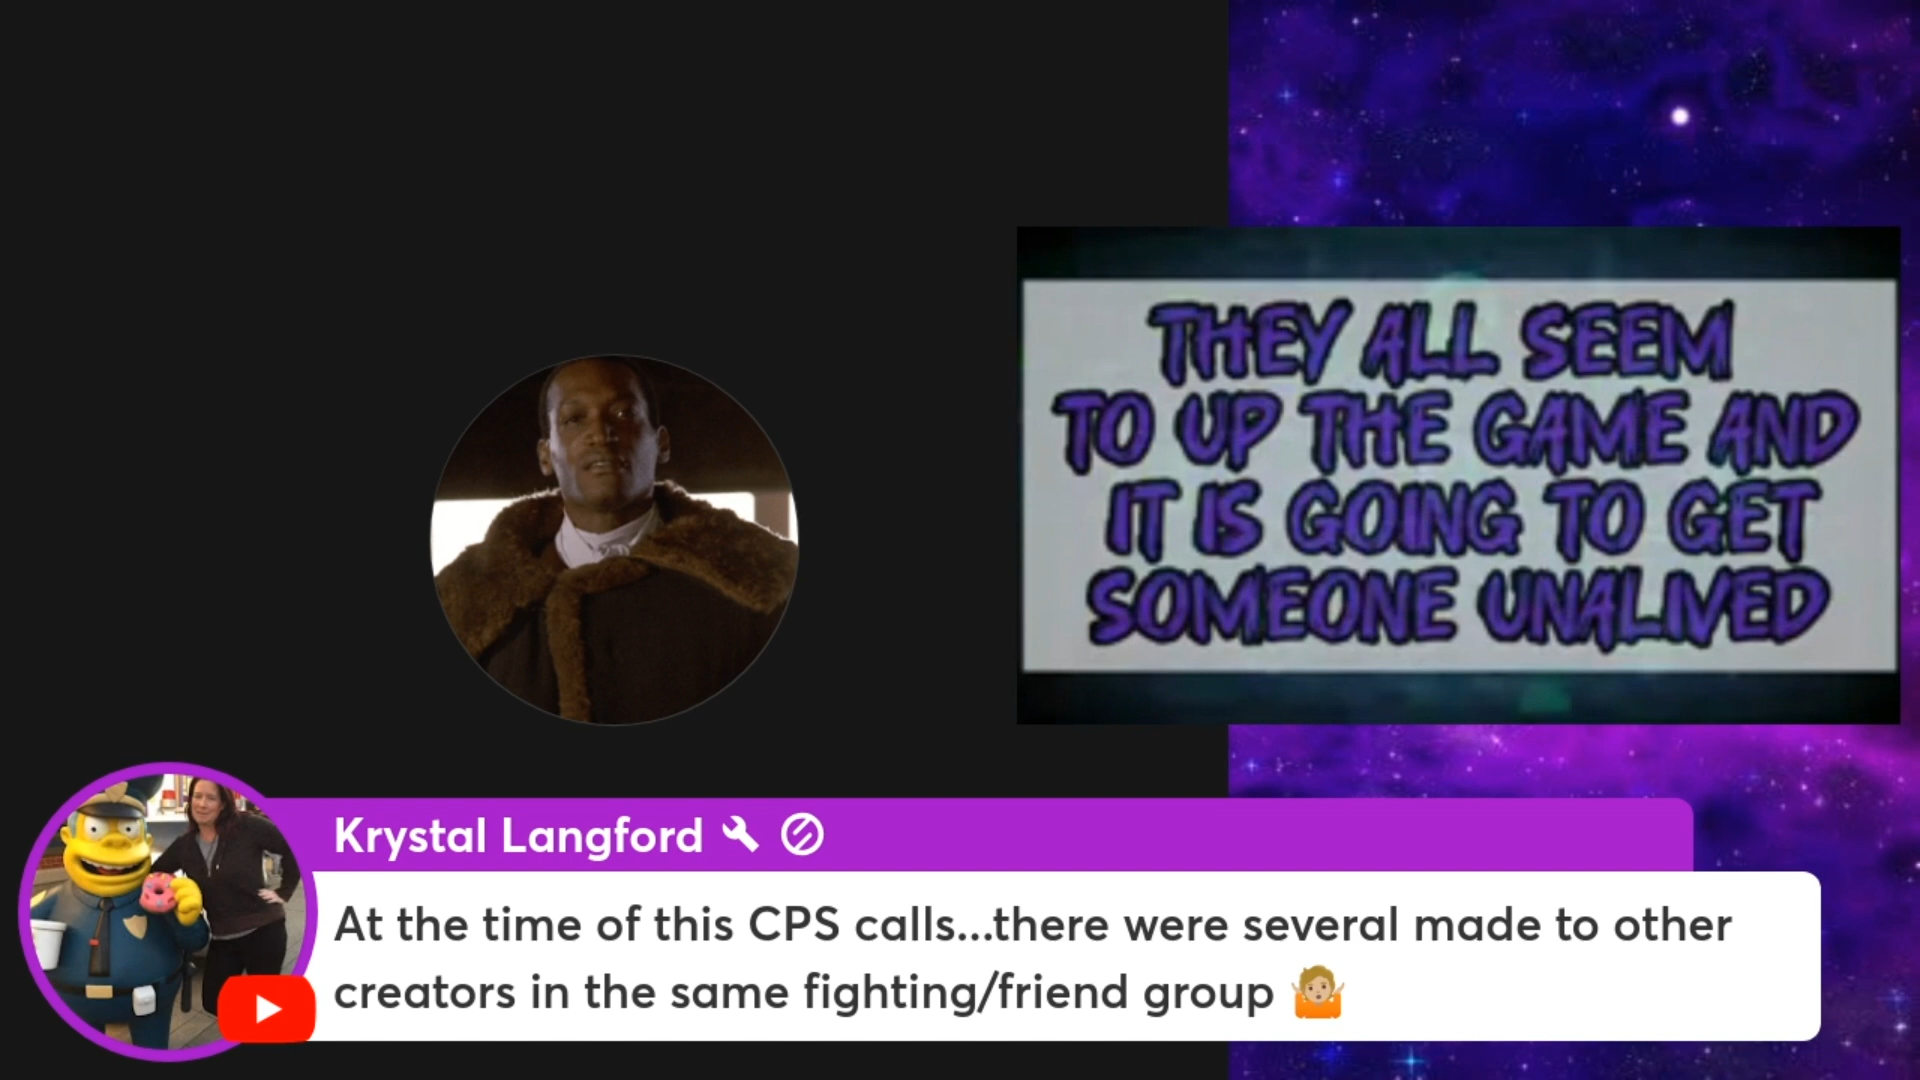 THEY ALL SEEM
TO UP THE GAME AND
IT IS GOING TO GET
SOMEONE UNALIVED
Krystal Langford
At the time of this CPS calls...there were several made to other
creators in the same fighting/friend group 🤷🏼